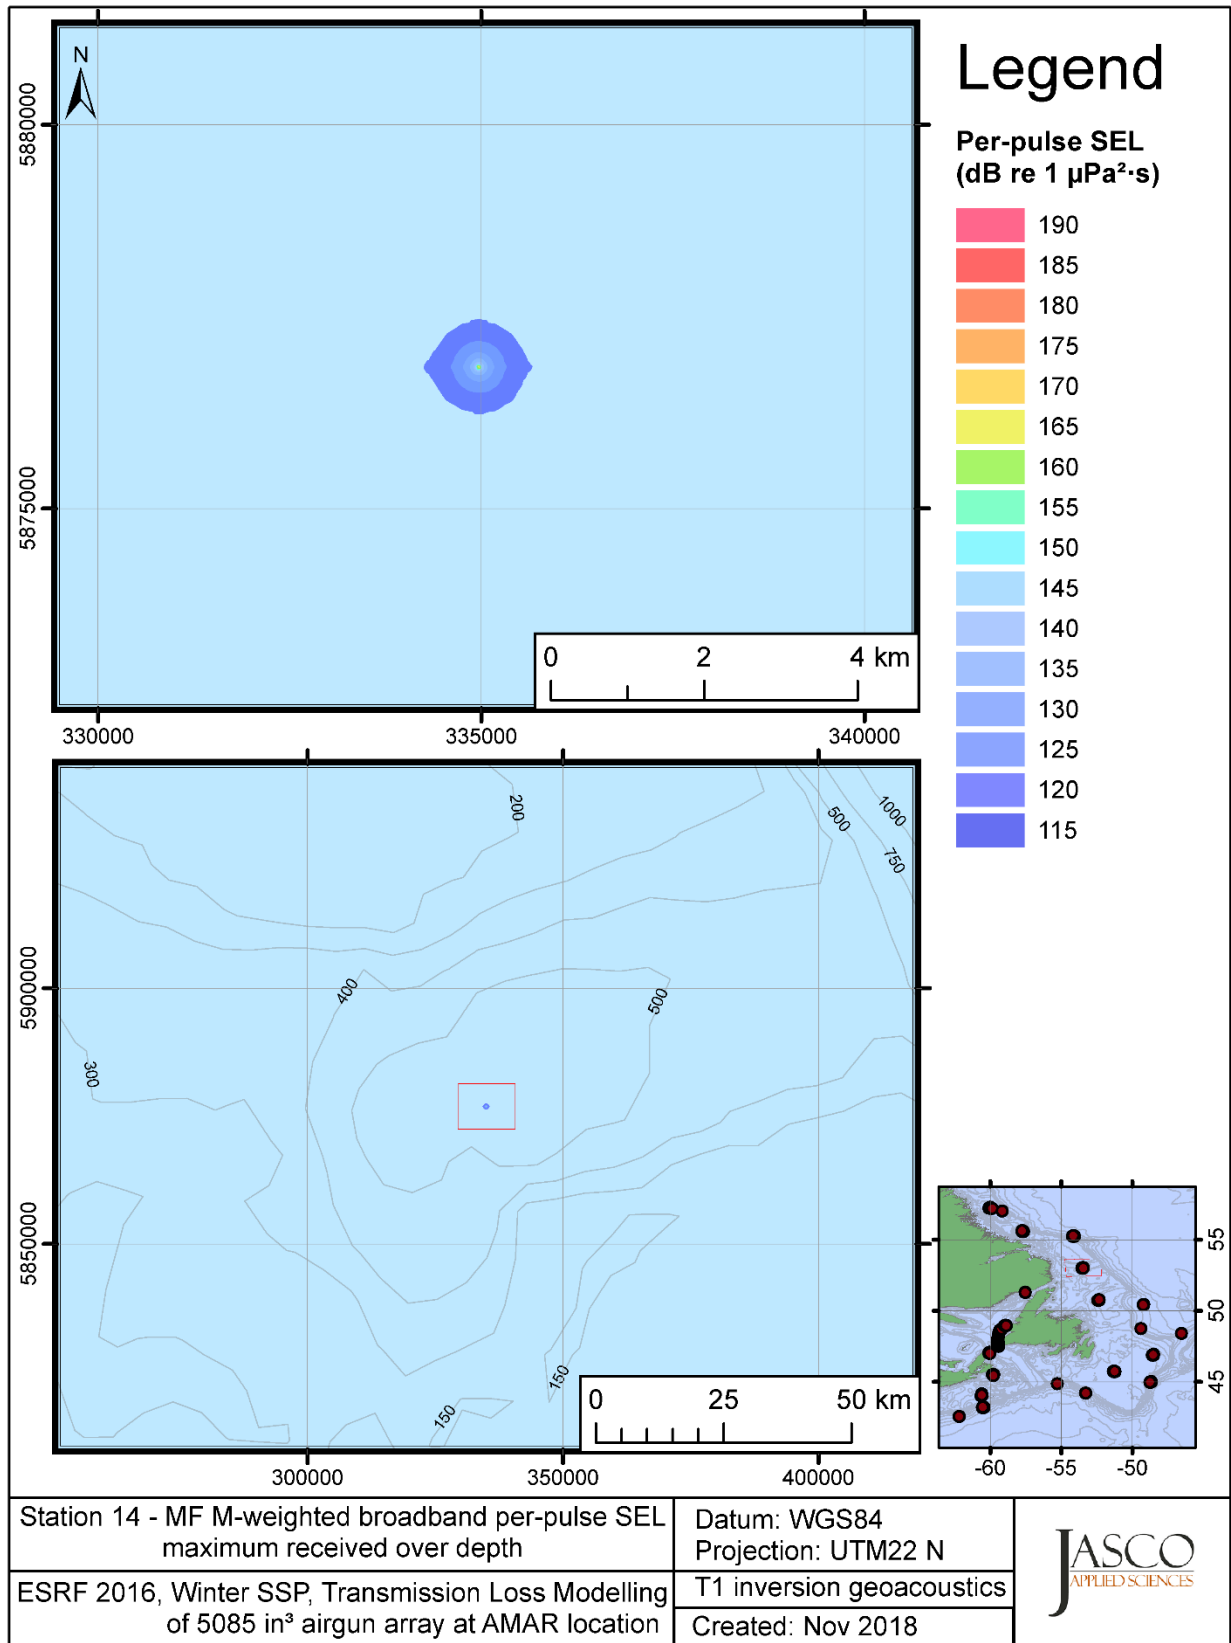 N
5880000
5875000
0 2 4 km
330000 335000 340000
Legend
Per-pulse SEL
(dB re 1 µPa²·s)
190
185
180
175
170
165
160
155
150
145
140
135
130
125
120
115
200
500
1000
750
400
500
300
150
150
5900000
5850000
0 25 50 km
300000 350000 400000
55
50
45
-60 -55 -50
Station 14 - MF M-weighted broadband per-pulse SEL
maximum received over depth
ESRF 2016, Winter SSP, Transmission Loss Modelling
of 5085 in³ airgun array at AMAR location
Datum: WGS84
Projection: UTM22 N
T1 inversion geoacoustics
Created: Nov 2018
JASCO
APPLIED SCIENCES